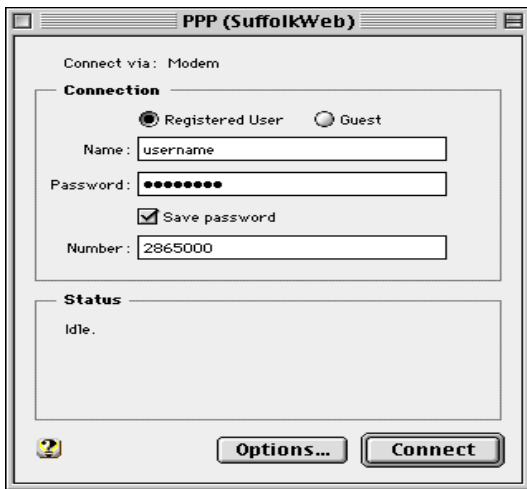 PPP (SuffolkWeb)
Connect via: Modem
Connection
Registered User Guest
Name: username
Password: ●●●●●●●●
Save password
Number: 2865000
Status
Idle.
? Options... Connect